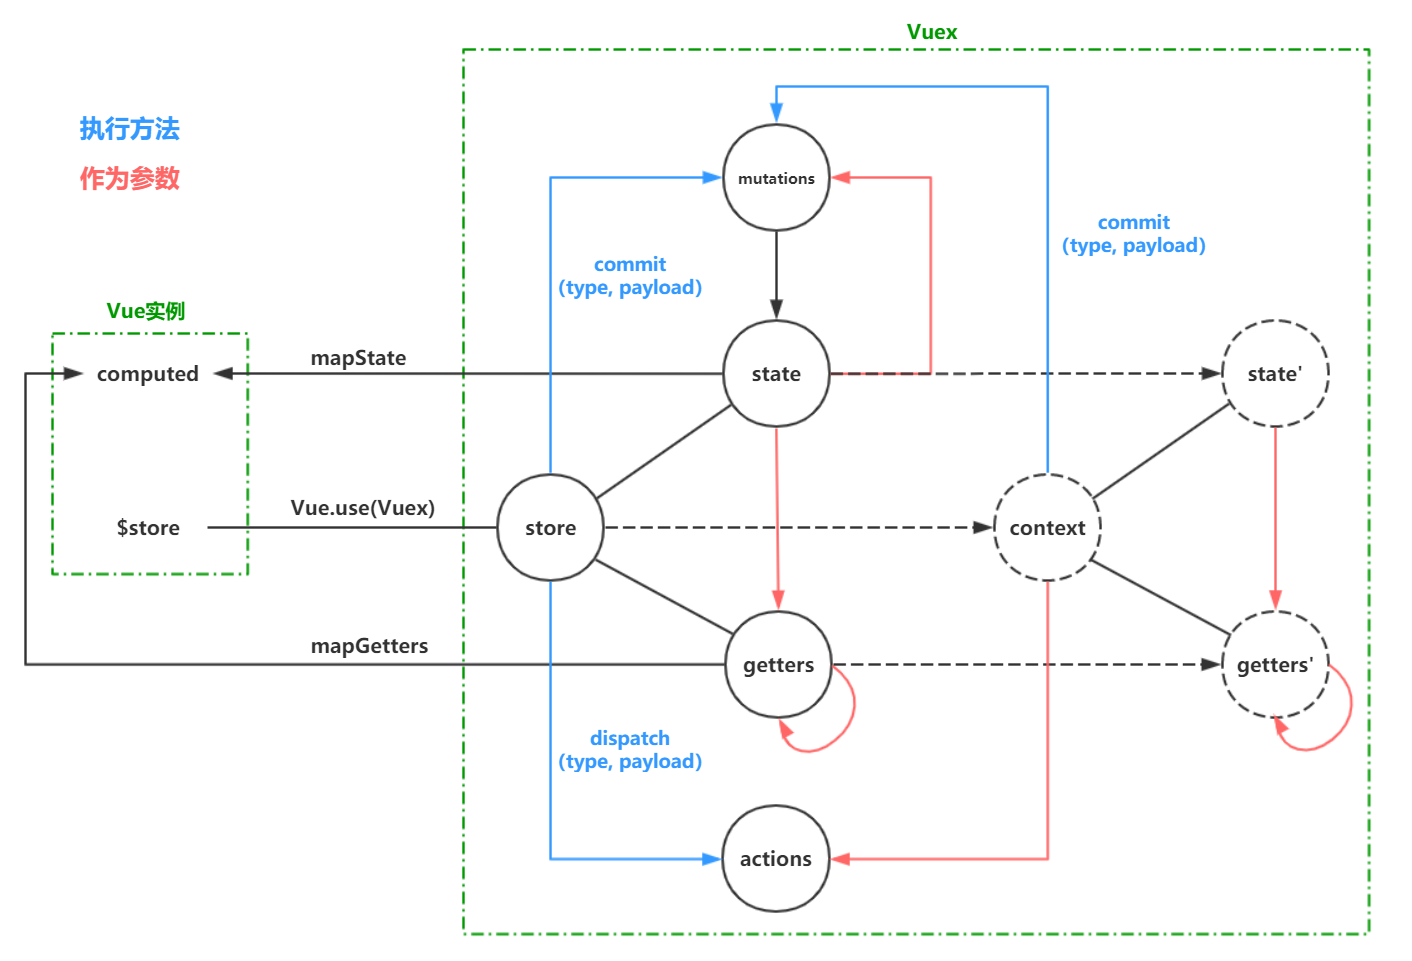 Vuex
执行方法
作为参数
mutations
commit
(type, payload)
commit
(type, payload)
Vue实例
mapState
computed
state
state'
Vue.use(Vuex)
$store
store
context
mapGetters
getters
getters'
dispatch
(type, payload)
actions